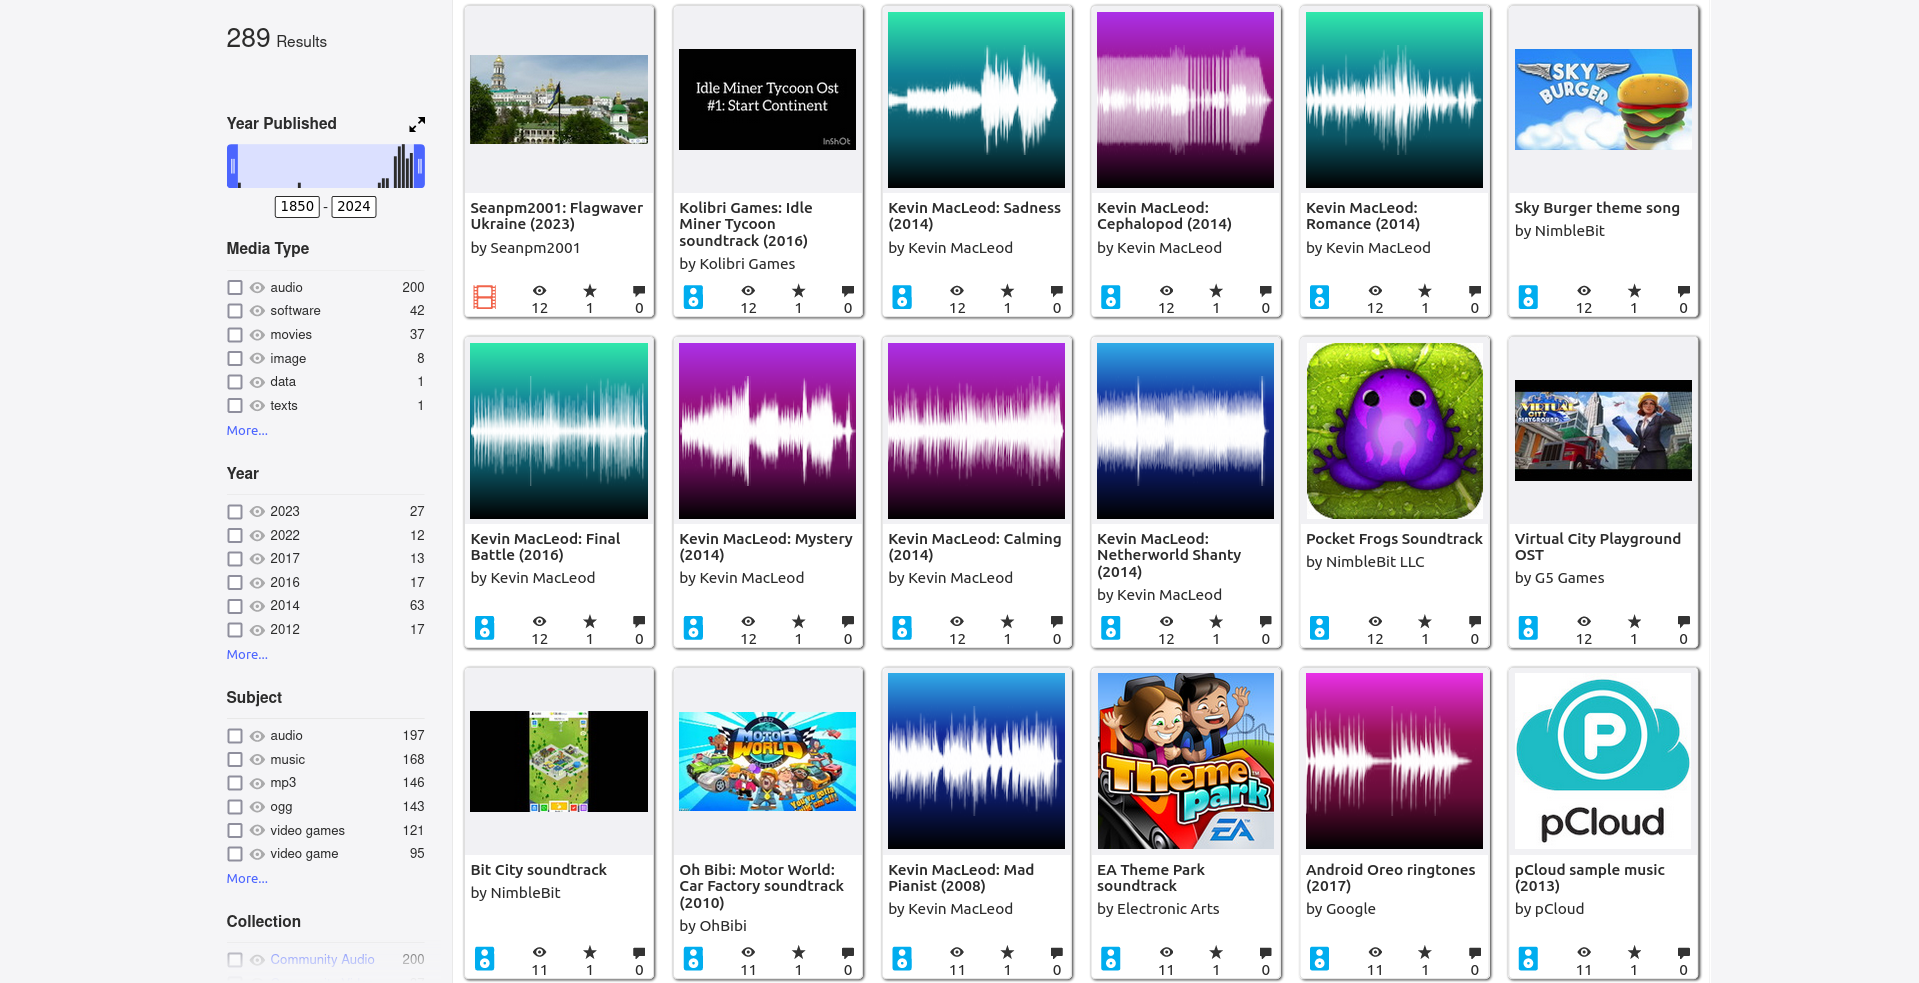 289 Results
Year Published
1850 - 2024
Media Type
audio 200
software 42
movies 37
image 8
data 1
texts 1
More...
Year
2023 27
2022 12
2017 13
2016 17
2014 63
2012 17
More...
Subject
audio 197
music 168
mp3 146
ogg 143
video games 121
video game 95
More...
Collection
Community Audio 200
Seanpm2001: Flagwaver
Ukraine (2023)
by Seanpm2001
12 1 0
Idle Miner Tycoon Ost
#1: Start Continent
InShOt
Kolibri Games: Idle
Miner Tycoon
soundtrack (2016)
by Kolibri Games
12 1 0
Kevin MacLeod: Sadness
(2014)
by Kevin MacLeod
12 1 0
Kevin MacLeod:
Cephalopod (2014)
by Kevin MacLeod
12 1 0
Kevin MacLeod:
Romance (2014)
by Kevin MacLeod
12 1 0
SKY
BURGER
Sky Burger theme song
by NimbleBit
12 1 0
Kevin MacLeod: Final
Battle (2016)
by Kevin MacLeod
12 1 0
Kevin MacLeod: Mystery
(2014)
by Kevin MacLeod
12 1 0
Kevin MacLeod: Calming
(2014)
by Kevin MacLeod
12 1 0
Kevin MacLeod:
Netherworld Shanty
(2014)
by Kevin MacLeod
12 1 0
Pocket Frogs Soundtrack
by NimbleBit LLC
12 1 0
VIRTUAL
CITY
PLAYGROUND
Virtual City Playground
OST
by G5 Games
12 1 0
Bit City soundtrack
by NimbleBit
11 1 0
CAR
MOTOR
WORLD
You've gotta
Oh Bibi: Motor World:
Car Factory soundtrack
(2010)
by OhBibi
11 1 0
Kevin MacLeod: Mad
Pianist (2008)
by Kevin MacLeod
11 1 0
Theme
park
EA
EA Theme Park
soundtrack
by Electronic Arts
11 1 0
Android Oreo ringtones
(2017)
by Google
11 1 0
P
pCloud
pCloud sample music
(2013)
by pCloud
11 1 0